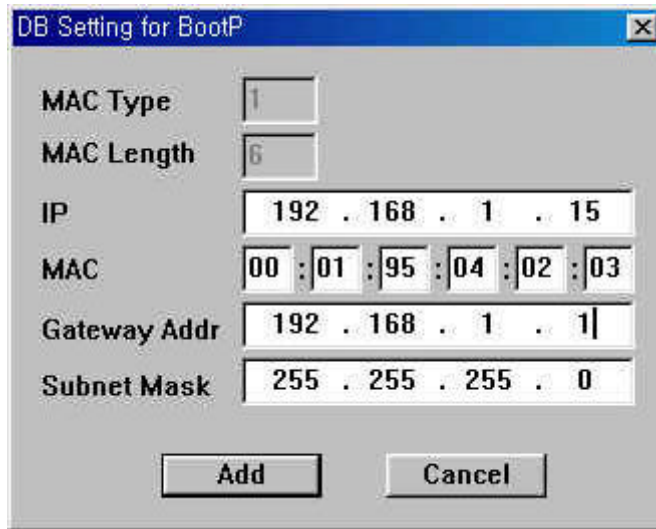 DB Setting for BootP
MAC Type 1
MAC Length 6
IP 192 . 168 . 1 . 15
MAC 00 : 01 : 95 : 04 : 02 : 03
Gateway Addr 192 . 168 . 1 . 1
Subnet Mask 255 . 255 . 255 . 0
Add Cancel